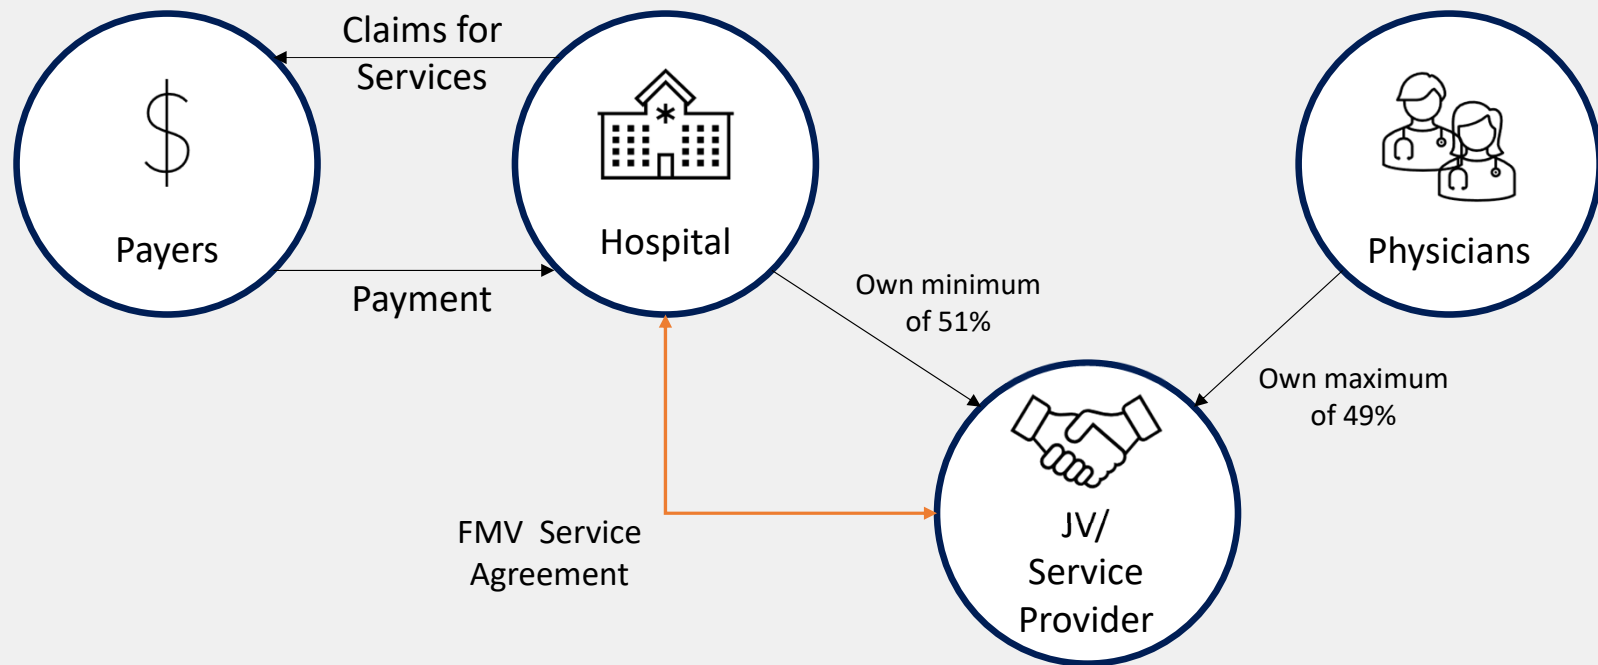 Claims for
Services
$
Payers
Payment
Hospital
Physicians
Own minimum
of 51%
Own maximum
of 49%
FMV Service
Agreement
JV/
Service
Provider